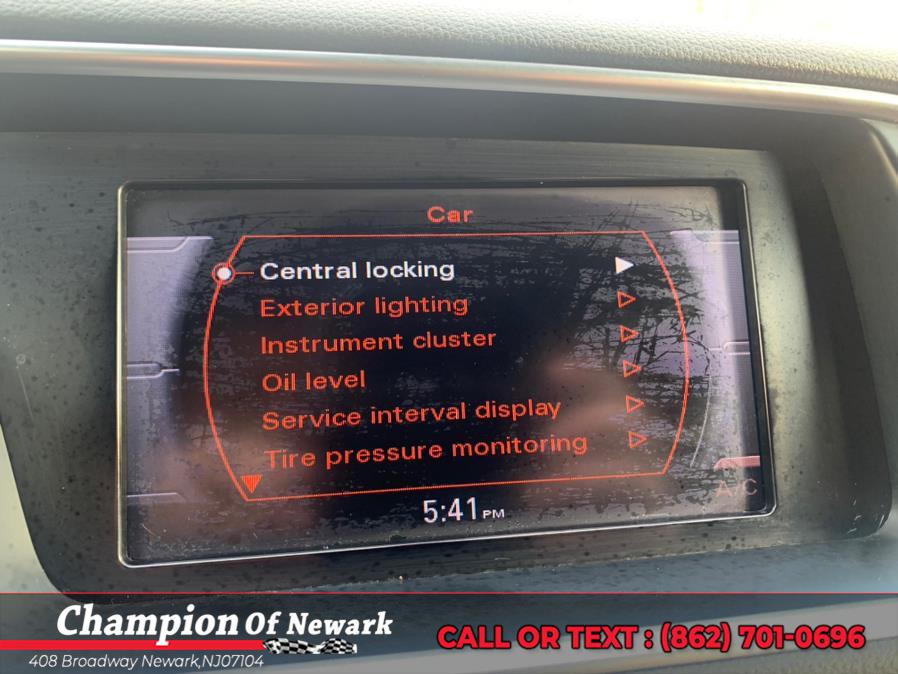 Car
Central locking
Exterior lighting
Instrument cluster
Oil level
Service interval display
Tire pressure monitoring
A/C
5:41 PM
Champion Of Newark
408 Broadway Newark,NJ07104
CALL OR TEXT : (862) 701-0696